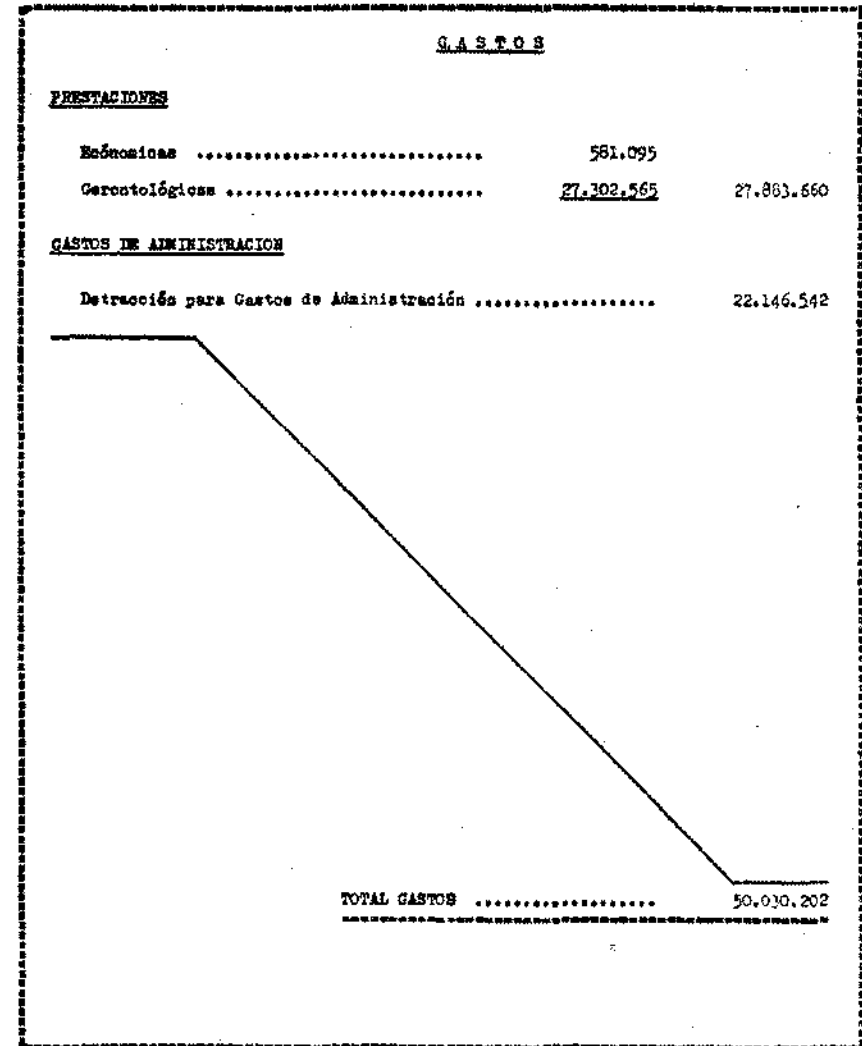 G A S T O S
PRESTACIONES
Ecónomicas .............................. 581.095
Gerontológicas ........................... 27.302.565 27.883.660
GASTOS DE ADMINISTRACION
Detracción para Gastos de Administración ................... 22.146.542
TOTAL GASTOS ................... 50.030.202